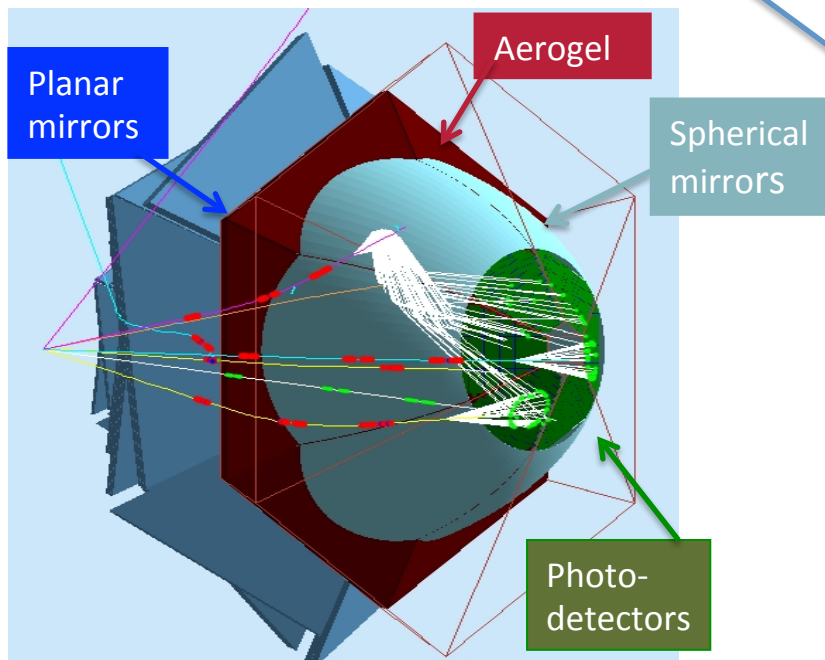 Aerogel
Planar
mirrors
Spherical
mirrors
Photo-
detectors